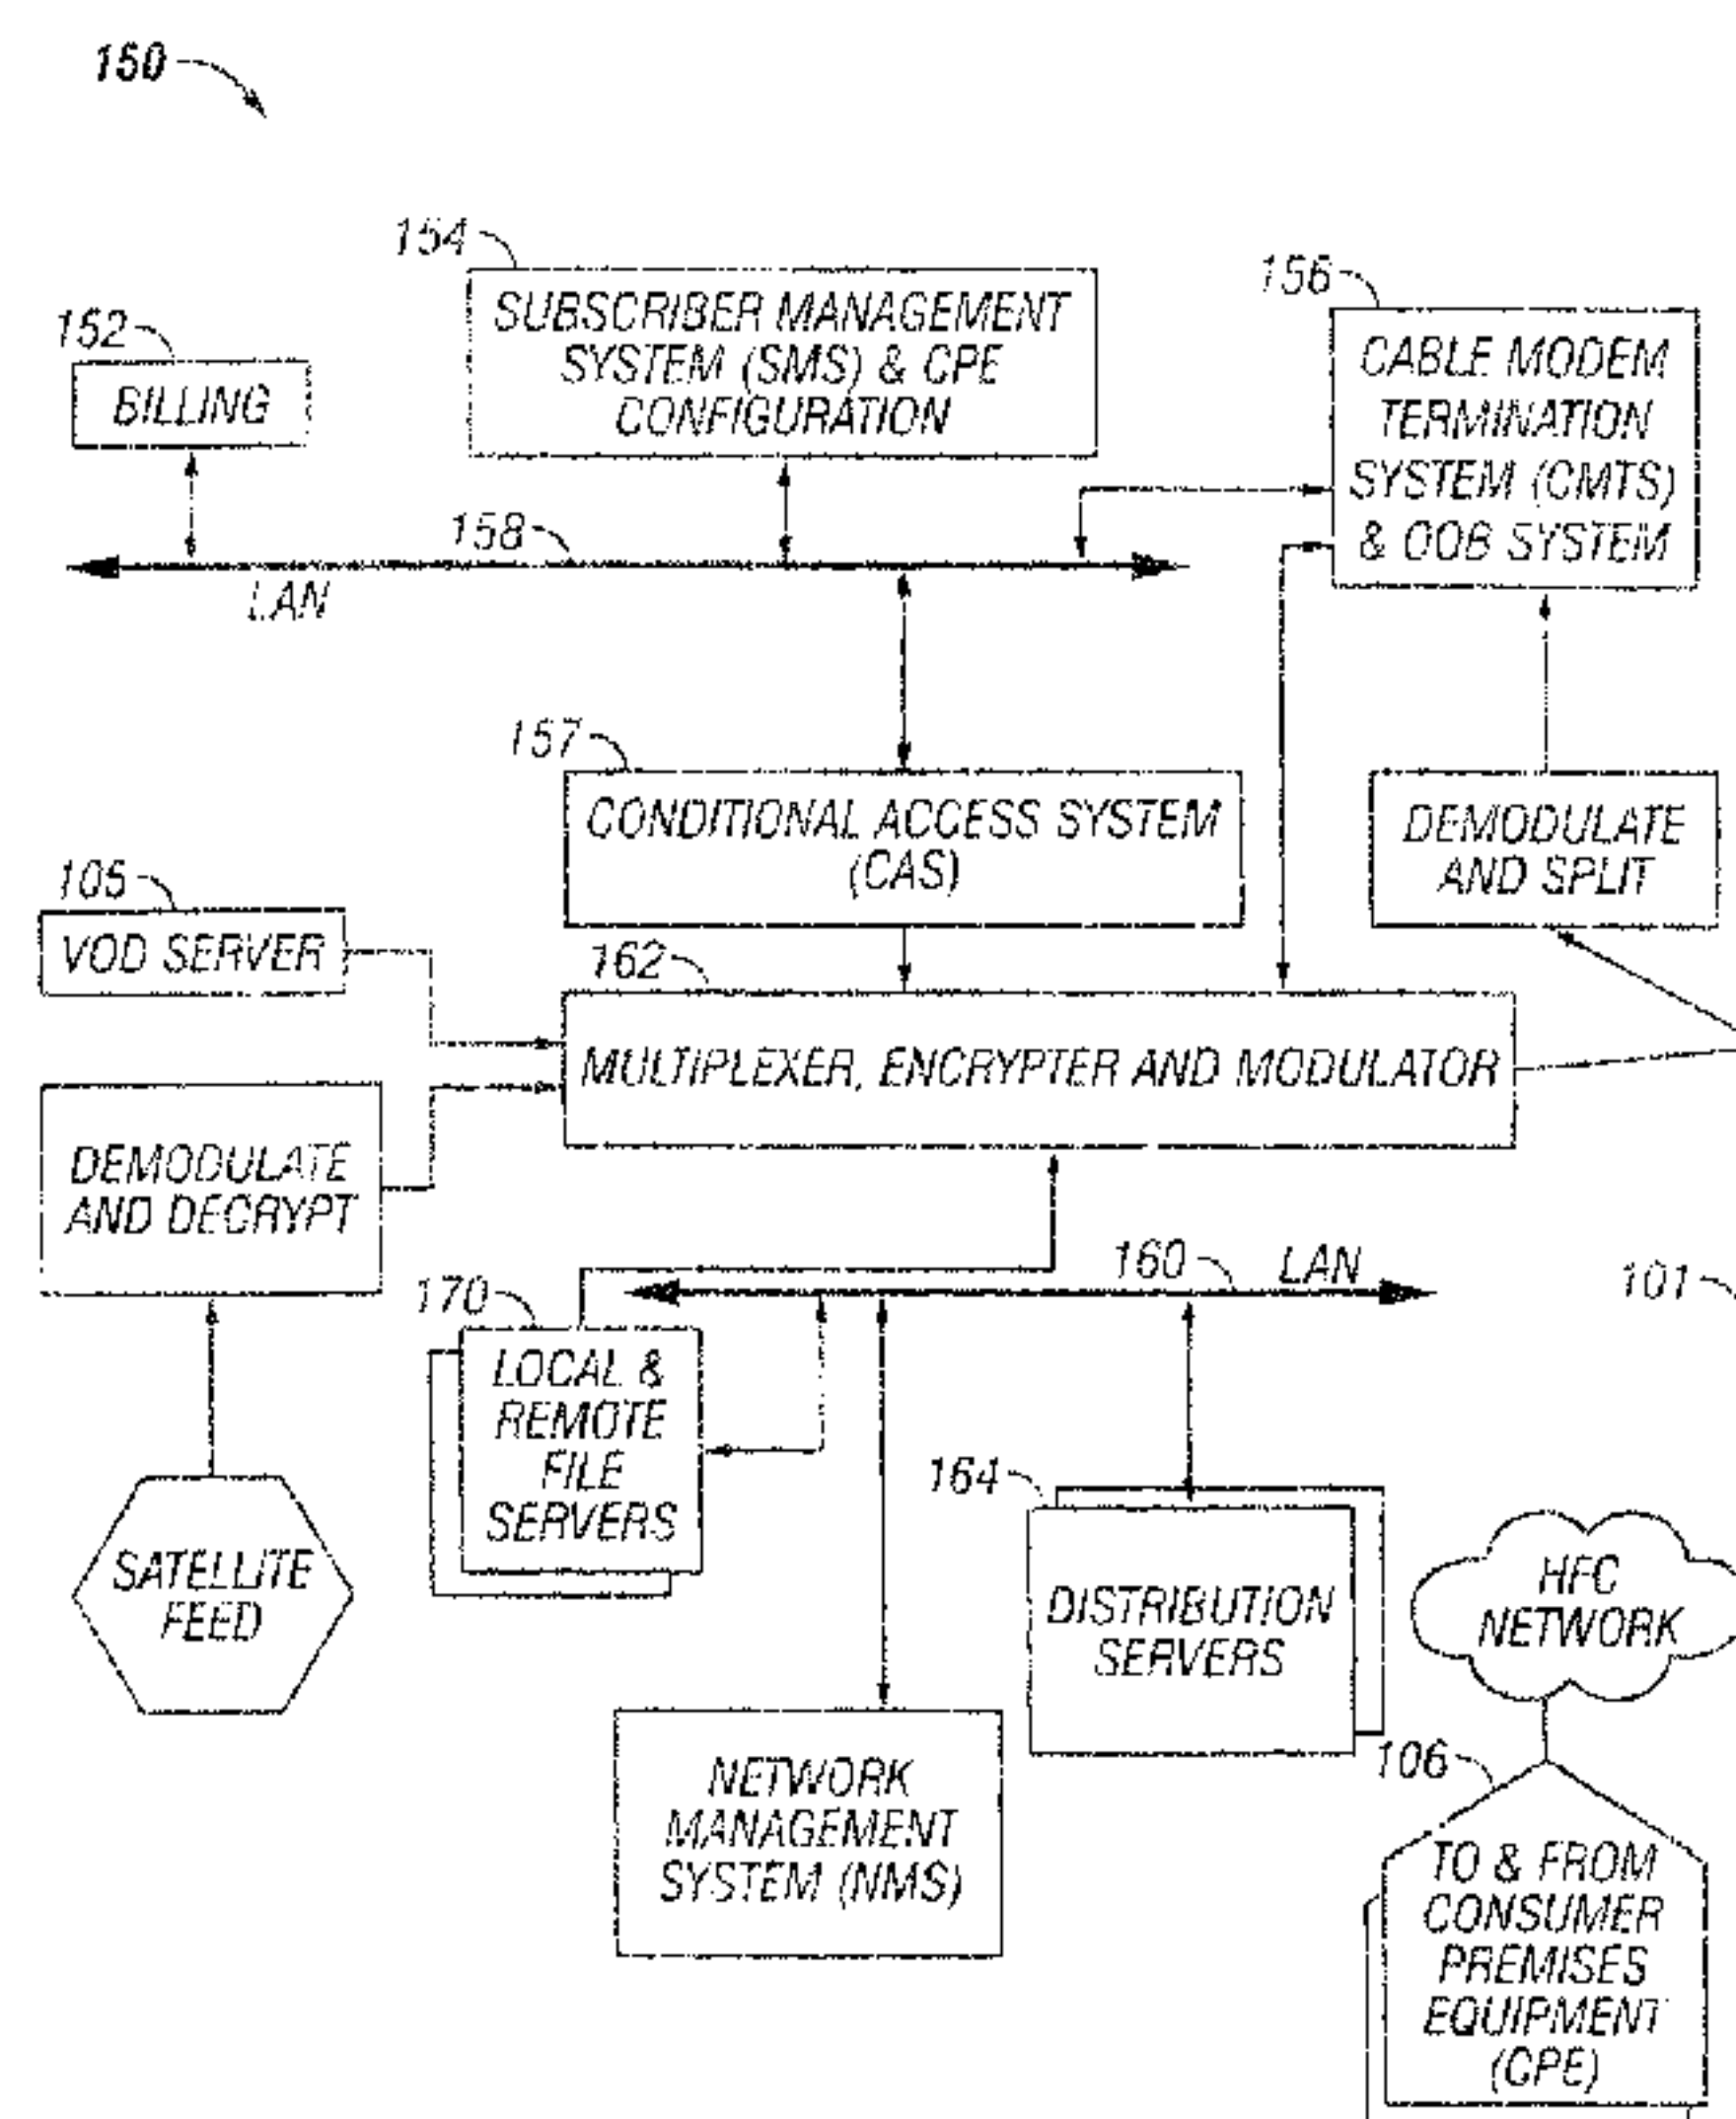 150
154
SUBSCRIBER MANAGEMENT
SYSTEM (SMS) & CPE
CONFIGURATION
152
BILLING
156
CABLE MODEM
TERMINATION
SYSTEM (CMTS)
& OOB SYSTEM
158
LAN
157
CONDITIONAL ACCESS SYSTEM
(CAS)
DEMODULATE
AND SPLIT
105
VOD SERVER
162
MULTIPLEXER, ENCRYPTER AND MODULATOR
DEMODULATE
AND DECRYPT
160
LAN
101
170
LOCAL &
REMOTE
FILE
SERVERS
164
DISTRIBUTION
SERVERS
SATELLITE
FEED
HFC
NETWORK
NETWORK
MANAGEMENT
SYSTEM (NMS)
106
TO & FROM
CONSUMER
PREMISES
EQUIPMENT
(CPE)